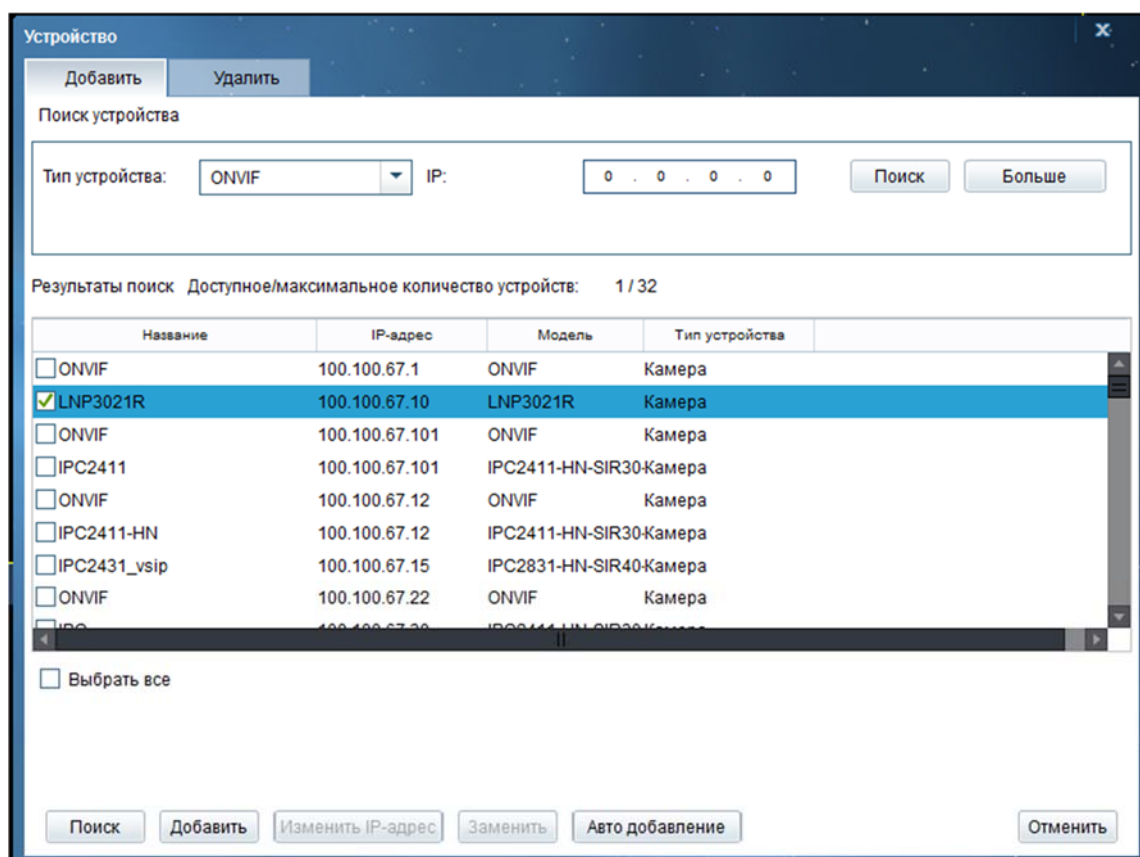 Устройство
Добавить Удалить
Поиск устройства
Тип устройства: ONVIF IP: 0 . 0 . 0 . 0 Поиск Больше
Результаты поиск Доступное/максимальное количество устройств: 1 / 32
Название IP-адрес Модель Тип устройства
ONVIF 100.100.67.1 ONVIF Камера
LNP3021R 100.100.67.10 LNP3021R Камера
ONVIF 100.100.67.101 ONVIF Камера
IPC2411 100.100.67.101 IPC2411-HN-SIR30- Камера
ONVIF 100.100.67.12 ONVIF Камера
IPC2411-HN 100.100.67.12 IPC2411-HN-SIR30- Камера
IPC2431_vsip 100.100.67.15 IPC2831-HN-SIR40- Камера
ONVIF 100.100.67.22 ONVIF Камера
Выбрать все
Поиск Добавить Изменить IP-адрес Заменить Авто добавление Отменить